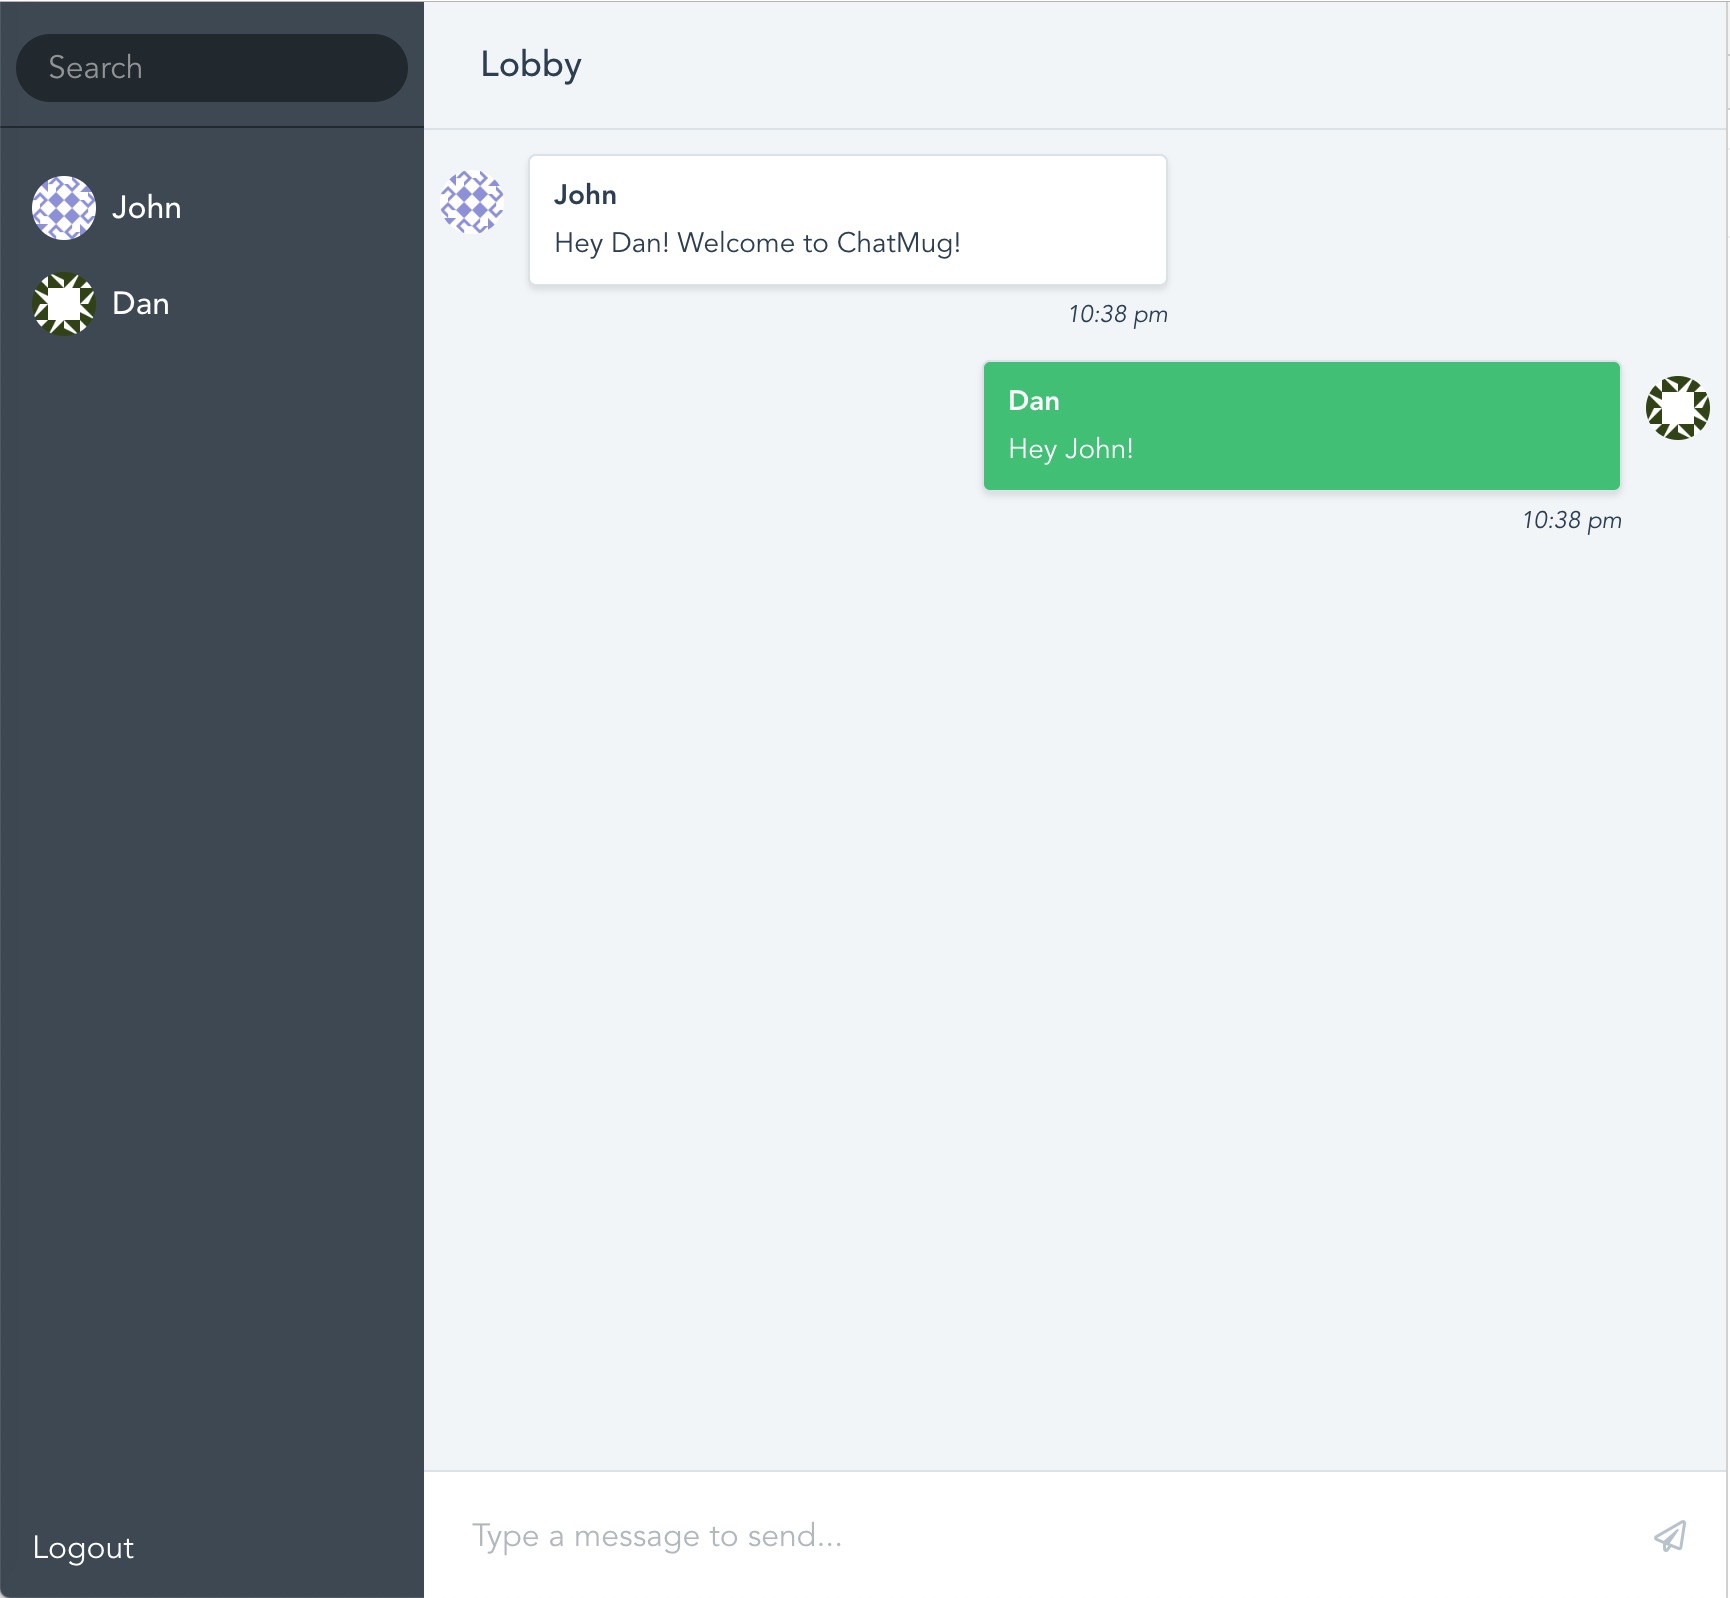 Search
John
Dan
Logout
Lobby
John
Hey Dan! Welcome to ChatMug!
10:38 pm
Dan
Hey John!
10:38 pm
Type a message to send...